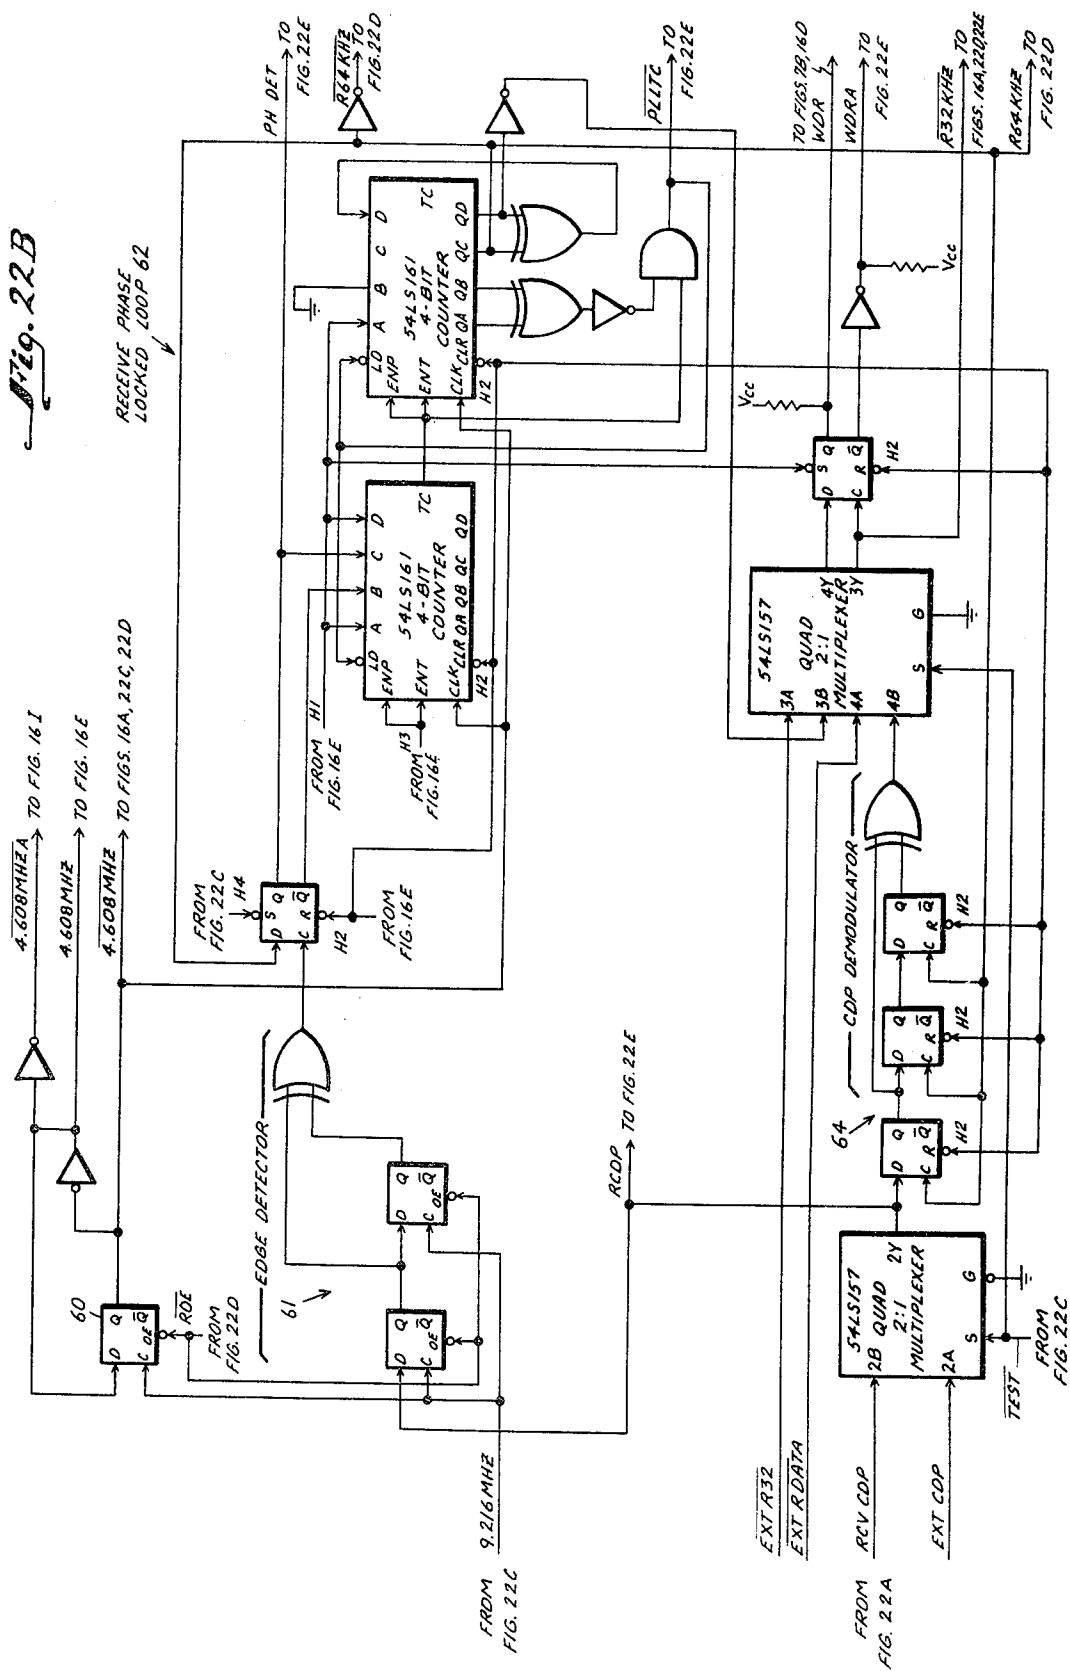 Fig. 22B
RECEIVE PHASE
LOCKED LOOP 62
4.608MHZA TO FIG. 16I
4.608MHZ TO FIG. 16E
4.608MHZ TO FIGS. 16A, 22C, 22D
60
D Q
C OE Q
RDE
FROM
FIG. 22D
EDGE DETECTOR
61
D Q
C OE Q
D Q
C OE Q
9.216MHZ
FROM
FIG. 22C
FROM
FIG. 22C
H4
D S Q
C R Q
H2
FROM
FIG. 16E
FROM H1
FIG. 16E
FROM H3
FIG. 16E
LD A B C D
ENP
ENT
CLK
CLR QA QB QC QD
54LS161
4-BIT
COUNTER
TC
H2
LD A B C D
ENP
ENT
CLK
CLR QA QB QC QD
54LS161
4-BIT
COUNTER
TC
H2
PH DET TO
FIG. 22E
R64KHZ TO
FIG. 22D
PLLTC TO
FIG. 22E
RCDP TO FIG. 22E
EXT R32
EXT RDATA
FROM RCV CDP
FIG. 22A
EXT CDP
54LS157
2B QUAD 2Y
2:1
MULTIPLEXER
2A
S G
TEST
FROM
FIG. 22C
64
CDP DEMODULATOR
D Q
C R Q
H2
D Q
C R Q
H2
D Q
C R Q
H2
54LS157
3A
3B
4A
4B
QUAD
2:1
MULTIPLEXER
4Y
3Y
S G
D S Q
C R Q
H2
Vcc
Vcc
TO FIGS. 7B, 16D
WDR
WDRA TO
FIG. 22E
R32KHZ TO
FIGS. 16A, 22D, 22E
R64KHZ TO
FIG. 22D